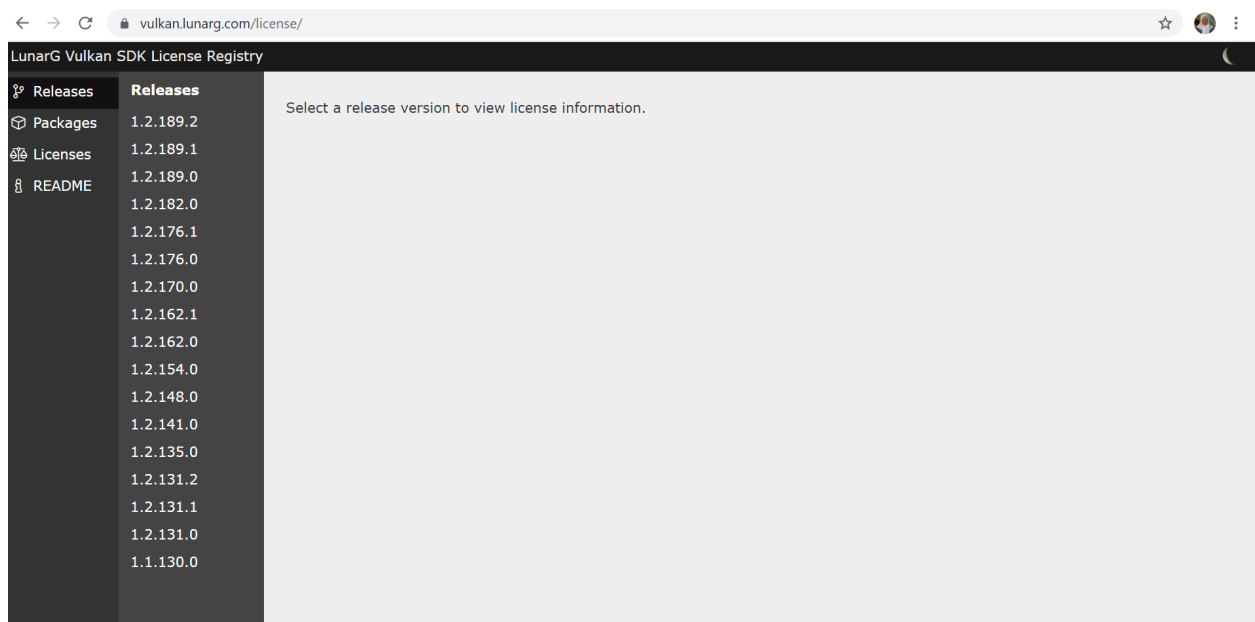 vulkan.lunarg.com/license/
LunarG Vulkan SDK License Registry
Releases
Packages
Licenses
README
Releases
1.2.189.2
1.2.189.1
1.2.189.0
1.2.182.0
1.2.176.1
1.2.176.0
1.2.170.0
1.2.162.1
1.2.162.0
1.2.154.0
1.2.148.0
1.2.141.0
1.2.135.0
1.2.131.2
1.2.131.1
1.2.131.0
1.1.130.0
Select a release version to view license information.